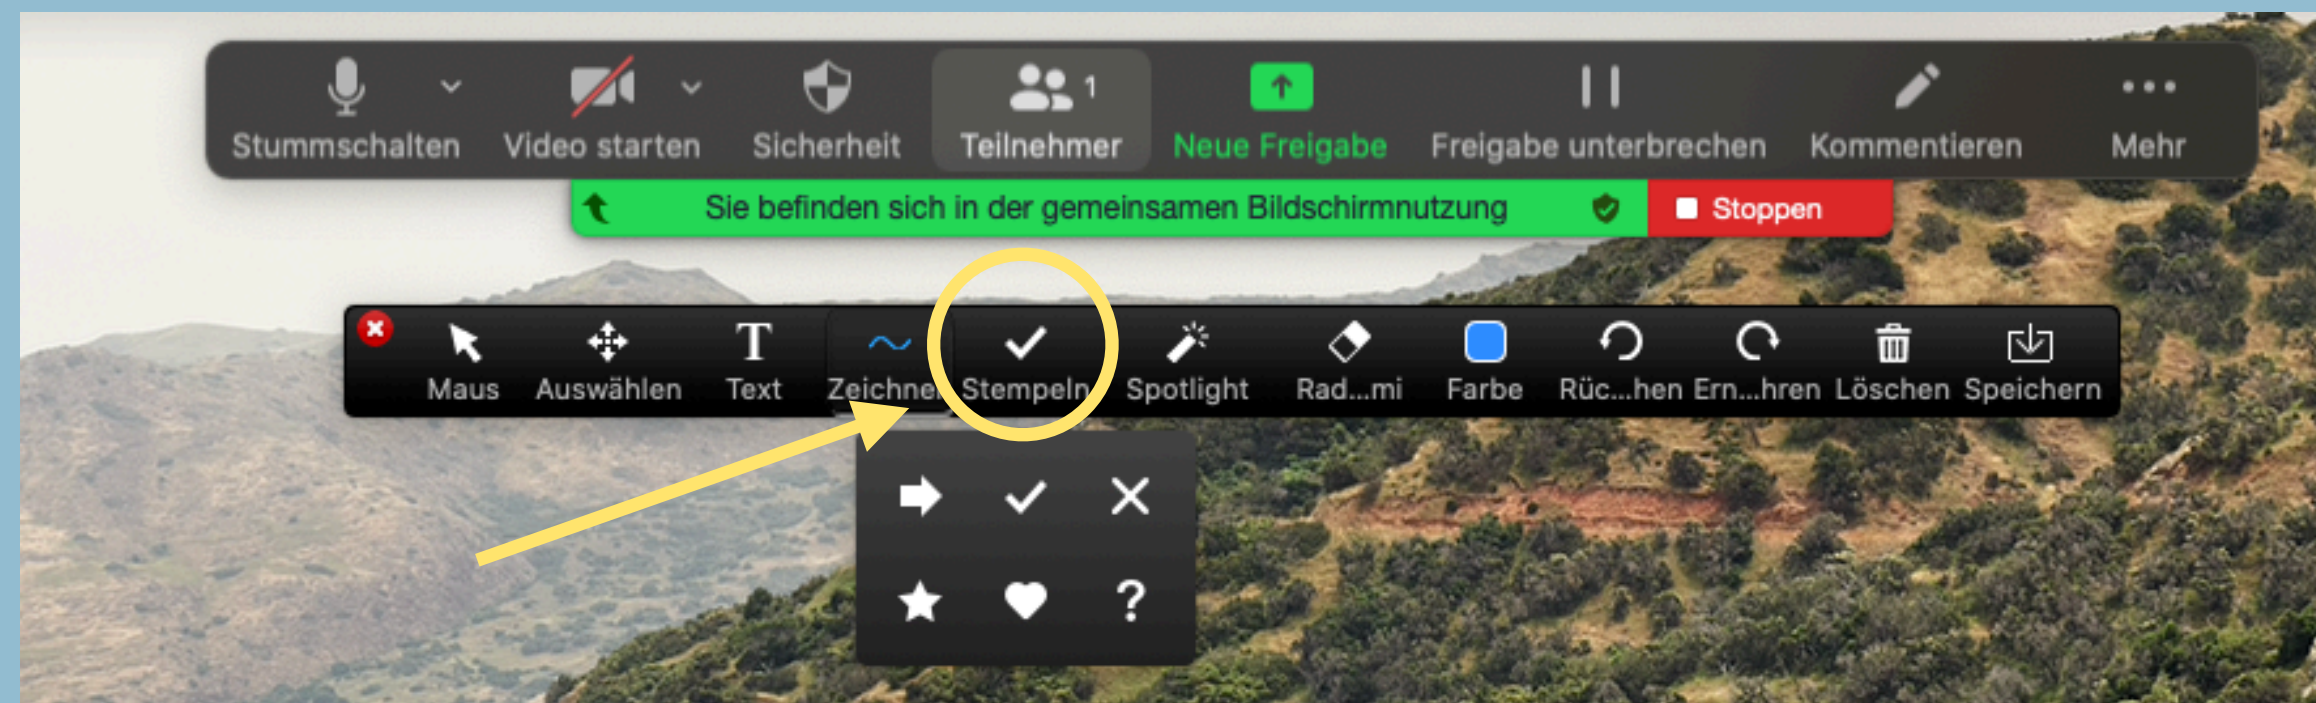 1
Stummschalten Video starten Sicherheit Teilnehmer Neue Freigabe Freigabe unterbrechen Kommentieren Mehr
Sie befinden sich in der gemeinsamen Bildschirmnutzung Stoppen
Maus Auswählen Text Zeichnen Stempeln Spotlight Rad...mi Farbe Rüc...hen Ern...hren Löschen Speichern
?